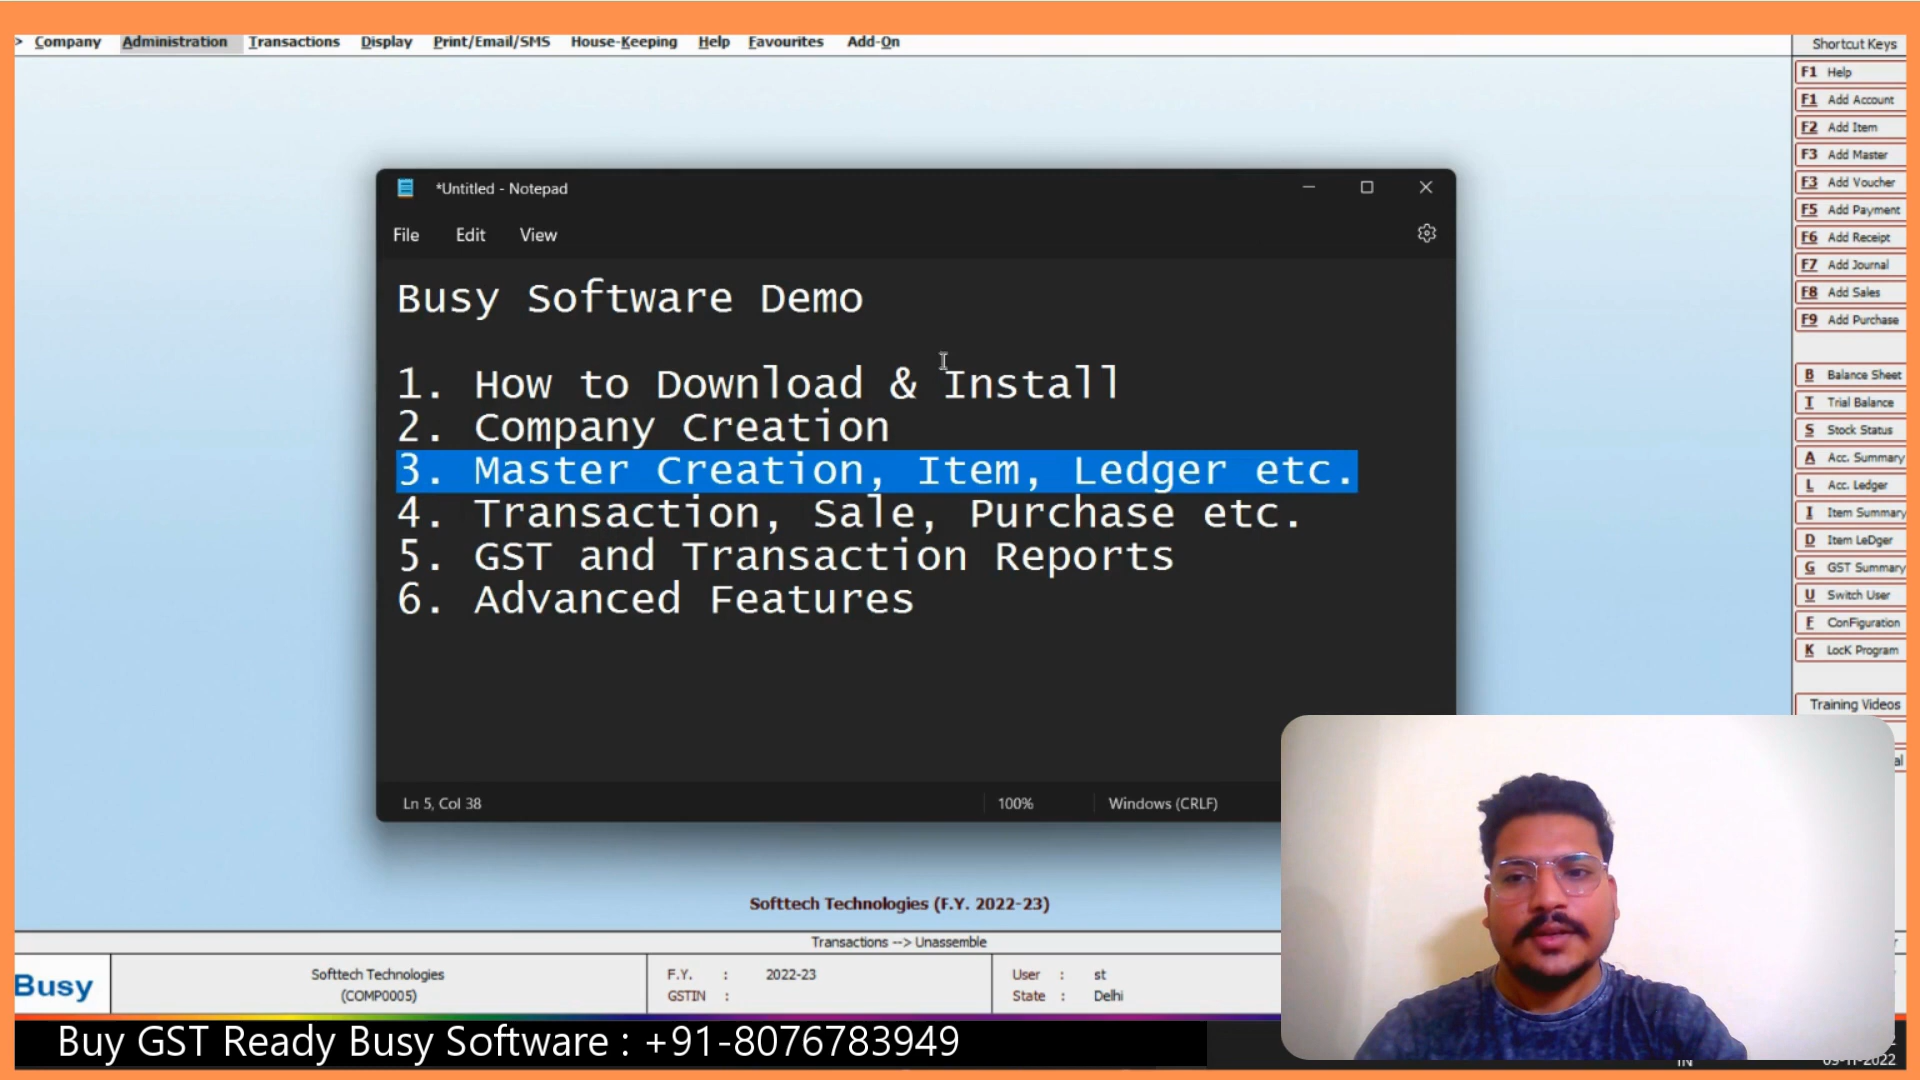 > Company Administration Transactions Display Print/Email/SMS House-Keeping Help Favourites Add-On
Shortcut Keys
F1 Help
F1 Add Account
F2 Add Item
F3 Add Master
F3 Add Voucher
F5 Add Payment
F6 Add Receipt
F7 Add Journal
F8 Add Sales
F9 Add Purchase
B Balance Sheet
T Trial Balance
S Stock Status
A Acc. Summary
L Acc. Ledger
I Item Summary
D Item LeDger
G GST Summary
U Switch User
F ConFiguration
K LocK Program
Training Videos
*Untitled - Notepad
File Edit View
Busy Software Demo
1. How to Download & Install
2. Company Creation
3. Master Creation, Item, Ledger etc.
4. Transaction, Sale, Purchase etc.
5. GST and Transaction Reports
6. Advanced Features
Ln 5, Col 38 100% Windows (CRLF)
Softtech Technologies (F.Y. 2022-23)
Transactions --> Unassemble
Busy
Softtech Technologies
(COMP0005)
F.Y. : 2022-23
GSTIN :
User : st
State : Delhi
Buy GST Ready Busy Software : +91-8076783949